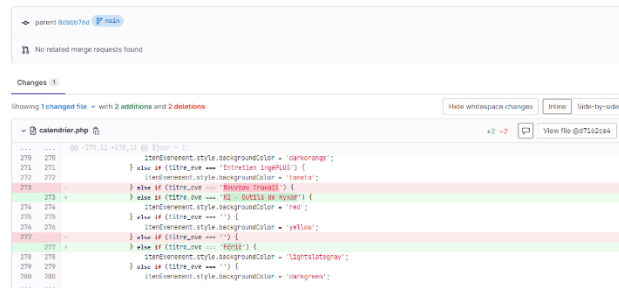 parent 8dbbb7ad main
No related merge requests found
Changes 1
Showing 1 changed file with 2 additions and 2 deletions
Hide whitespace changes Inline Side-by-side
calendrier.php +2 -2 View file @d7162ca4
... ... @@ -270,11 +270,11 @@ $jour = 1;
270 270 itemEvenement.style.backgroundColor = 'darkorange';
271 271 } else if (titre_eve === 'Entretien ingePLUS') {
272 272 itemEvenement.style.backgroundColor = 'tomato';
273 - } else if (titre_eve === 'Nouveau Travail') {
273 + } else if (titre_eve === 'K2 - Outils de Kyxar') {
274 274 itemEvenement.style.backgroundColor = 'red';
275 275 } else if (titre_eve === '') {
276 276 itemEvenement.style.backgroundColor = 'yellow';
277 - } else if (titre_eve === '') {
277 + } else if (titre_eve === 'Férié') {
278 278 itemEvenement.style.backgroundColor = 'lightslategray';
279 279 } else if (titre_eve === '') {
280 280 itemEvenement.style.backgroundColor = 'darkgreen';
... ...